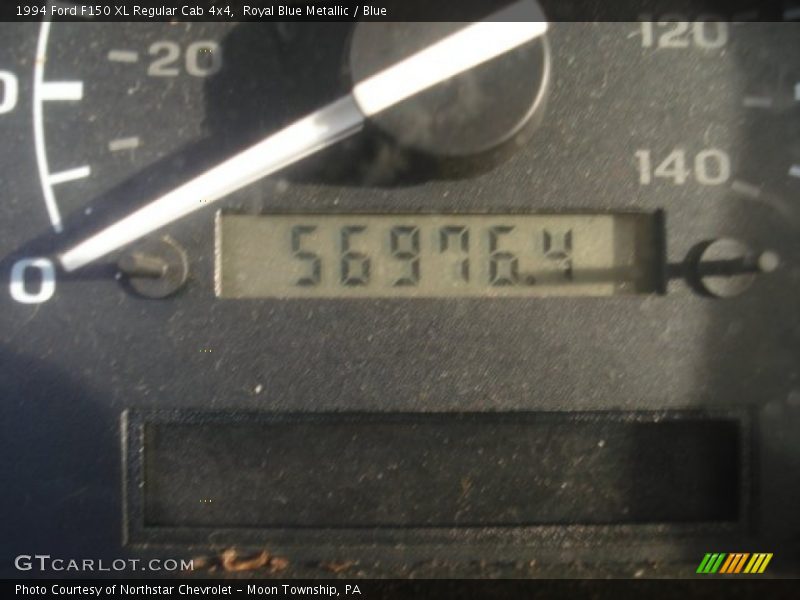 1994 Ford F150 XL Regular Cab 4x4,  Royal Blue Metallic / Blue
20
120
140
0
56976.4
GTCARLOT.COM
Photo Courtesy of Northstar Chevrolet - Moon Township, PA